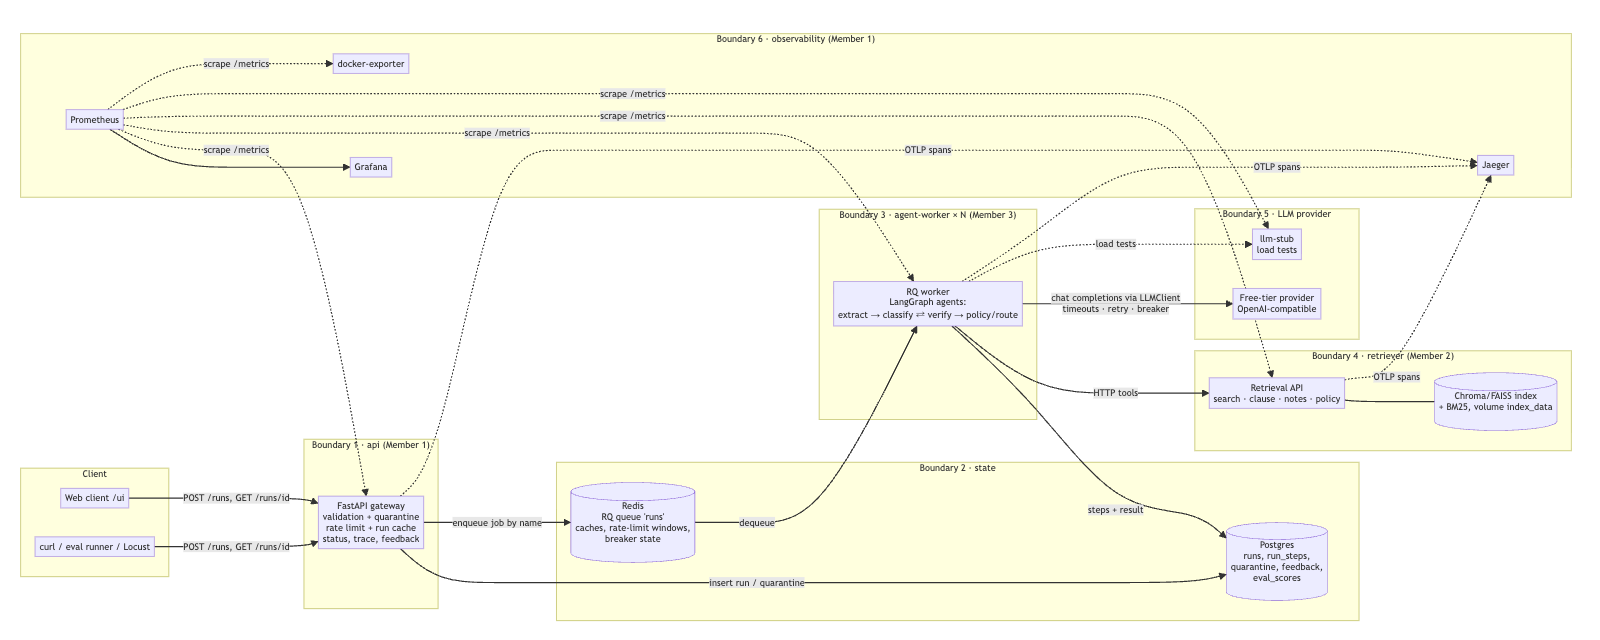 Boundary 6 · observability (Member 1)
docker-exporter
scrape /metrics
scrape /metrics
Prometheus
scrape /metrics
scrape /metrics
scrape /metrics
Grafana
OTLP spans
OTLP spans
Jaeger
Boundary 3 · agent-worker × N (Member 3)
RQ worker
LangGraph agents:
extract → classify ⇌ verify → policy/route
load tests
chat completions via LLMClient
timeouts · retry · breaker
Boundary 5 · LLM provider
llm-stub
load tests
Free-tier provider
OpenAI-compatible
Boundary 4 · retriever (Member 2)
OTLP spans
HTTP tools
Retrieval API
search · clause · notes · policy
Chroma/FAISS index
+ BM25, volume index_data
Client
Web client /ui
curl / eval runner / Locust
POST /runs, GET /runs/id
POST /runs, GET /runs/id
Boundary 1 · api (Member 1)
FastAPI gateway
validation + quarantine
rate limit + run cache
status, trace, feedback
enqueue job by name
Boundary 2 · state
Redis
RQ queue 'runs'
caches, rate-limit windows,
breaker state
dequeue
steps + result
insert run / quarantine
Postgres
runs, run_steps,
quarantine, feedback,
eval_scores